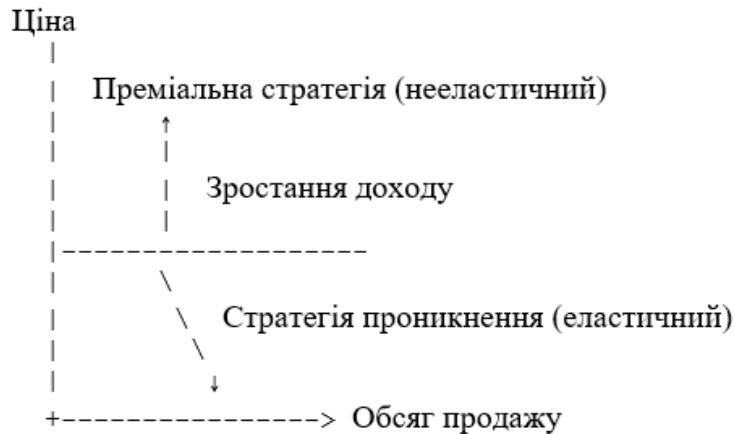 Ціна
Преміальна стратегія (нееластичний)
Зростання доходу
Стратегія проникнення (еластичний)
Обсяг продажу